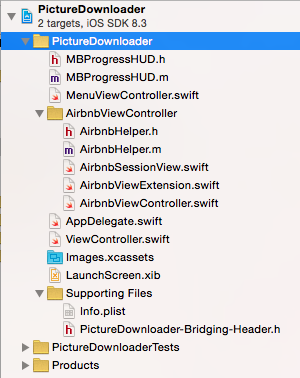 PictureDownloader
2 targets, iOS SDK 8.3
PictureDownloader
h MBProgressHUD.h
m MBProgressHUD.m
MenuViewController.swift
AirbnbViewController
h AirbnbHelper.h
m AirbnbHelper.m
AirbnbSessionView.swift
AirbnbViewExtension.swift
AirbnbViewController.swift
AppDelegate.swift
ViewController.swift
Images.xcassets
LaunchScreen.xib
Supporting Files
Info.plist
h PictureDownloader-Bridging-Header.h
PictureDownloaderTests
Products